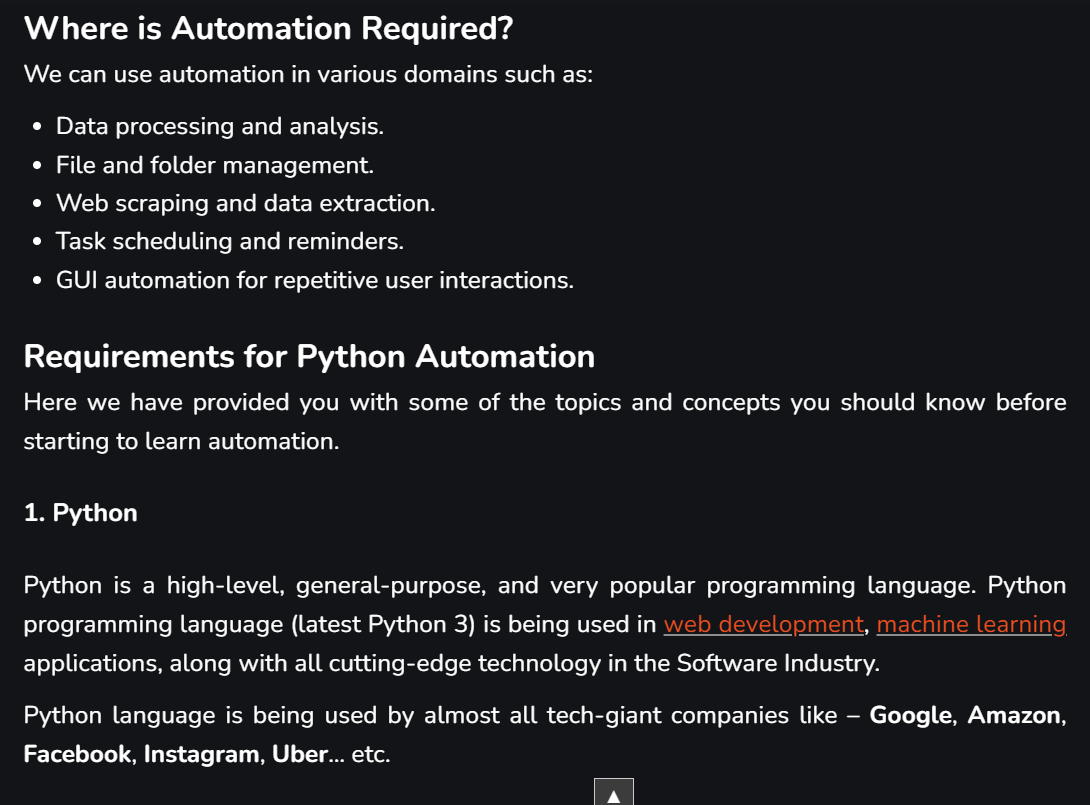 Where is Automation Required?
We can use automation in various domains such as:
• Data processing and analysis.
• File and folder management.
• Web scraping and data extraction.
• Task scheduling and reminders.
• GUI automation for repetitive user interactions.
Requirements for Python Automation
Here we have provided you with some of the topics and concepts you should know before
starting to learn automation.
1. Python
Python is a high-level, general-purpose, and very popular programming language. Python
programming language (latest Python 3) is being used in web development, machine learning
applications, along with all cutting-edge technology in the Software Industry.
Python language is being used by almost all tech-giant companies like – Google, Amazon,
Facebook, Instagram, Uber... etc.